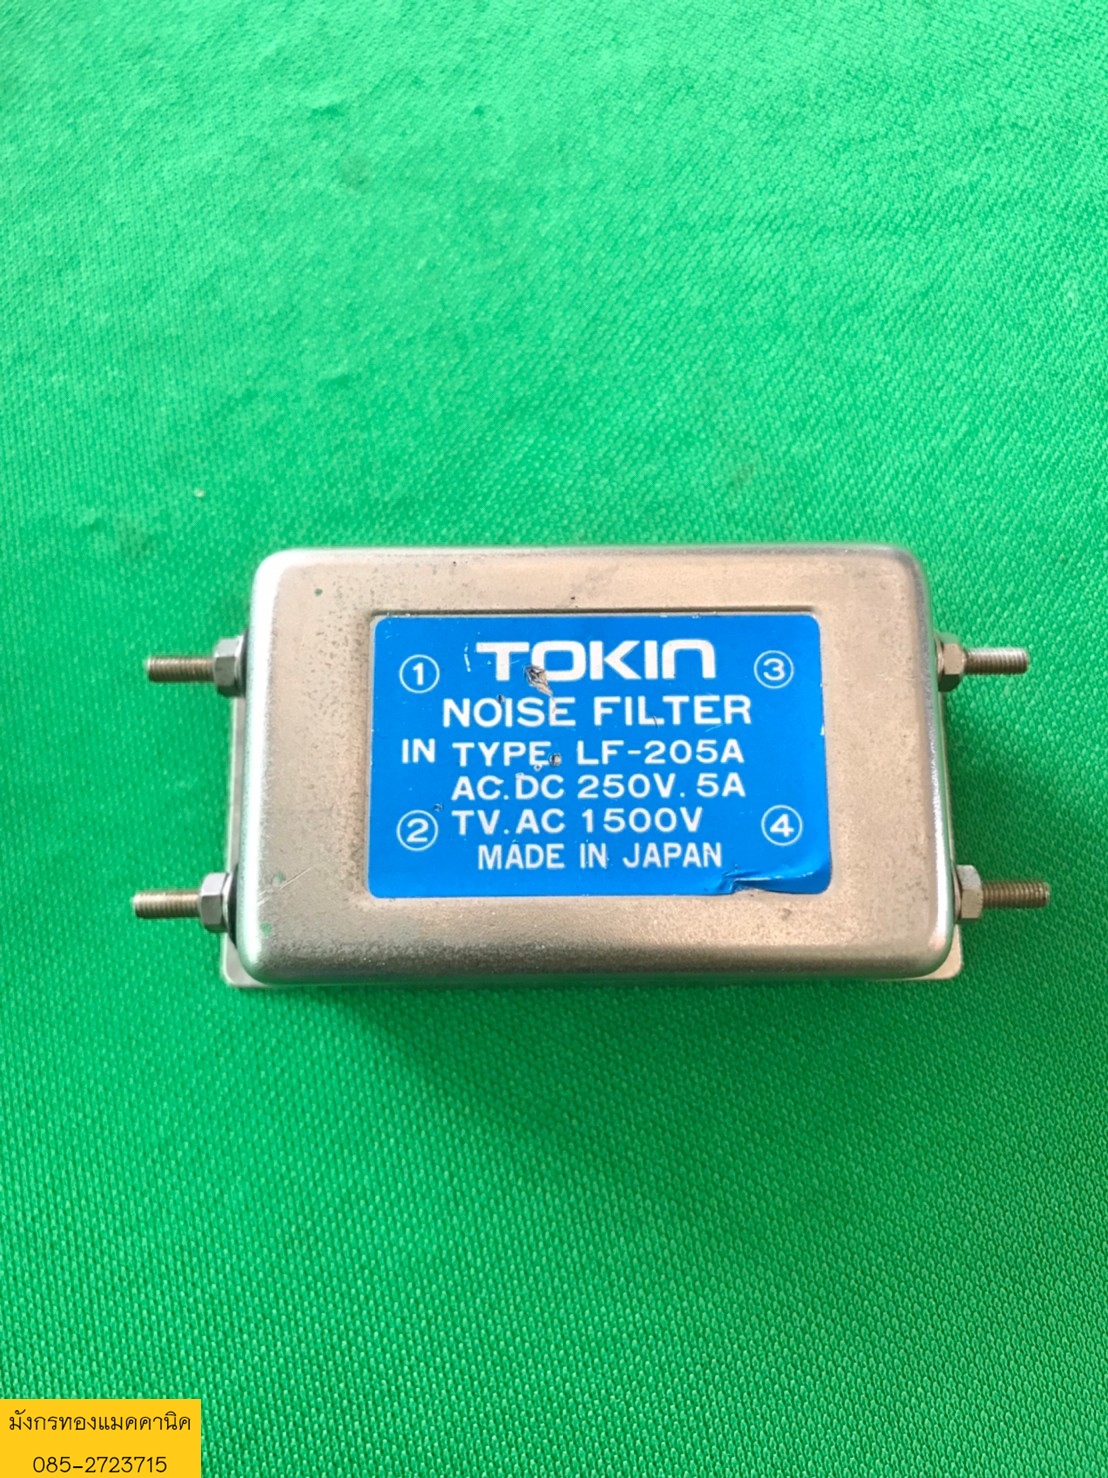 ① TOKIN ③
NOISE FILTER
IN TYPE LF-205A
AC.DC 250V. 5A
② TV. AC 1500V ④
MADE IN JAPAN
มังกรทองแมคคานิค
085-2723715